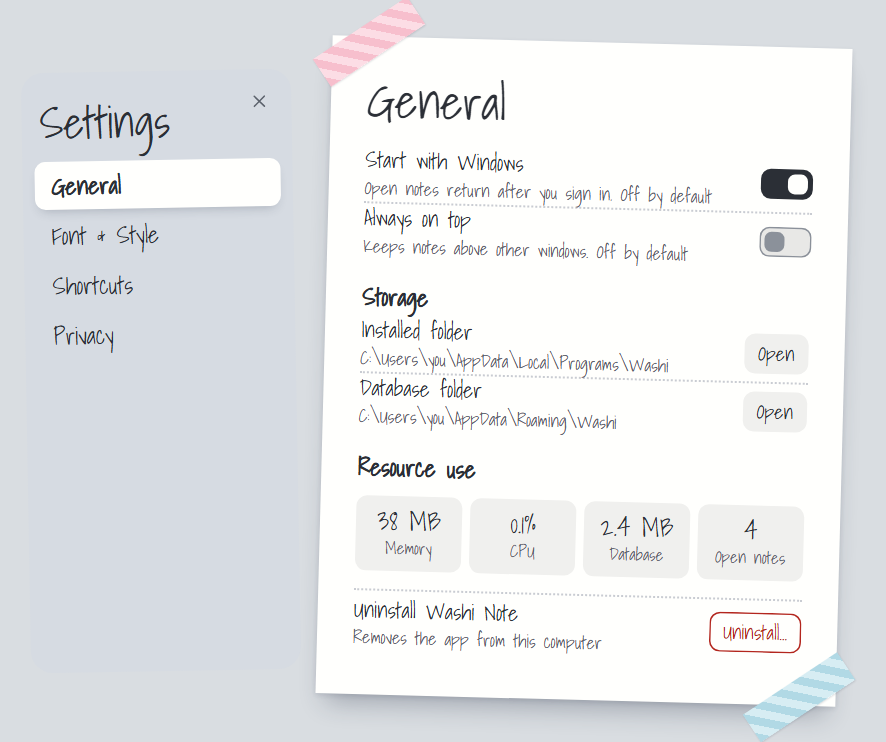 Settings
General
Font & Style
Shortcuts
Privacy
General
Start with Windows
Open notes return after you sign in. Off by default
Always on top
Keeps notes above other windows. Off by default
Storage
Installed folder
C:\Users\you\AppData\Local\Programs\Washi
Open
Database folder
C:\Users\you\AppData\Roaming\Washi
Open
Resource use
38 MB
Memory
0.1%
CPU
2.4 MB
Database
4
Open notes
Uninstall Washi Note
Removes the app from this computer
Uninstall...